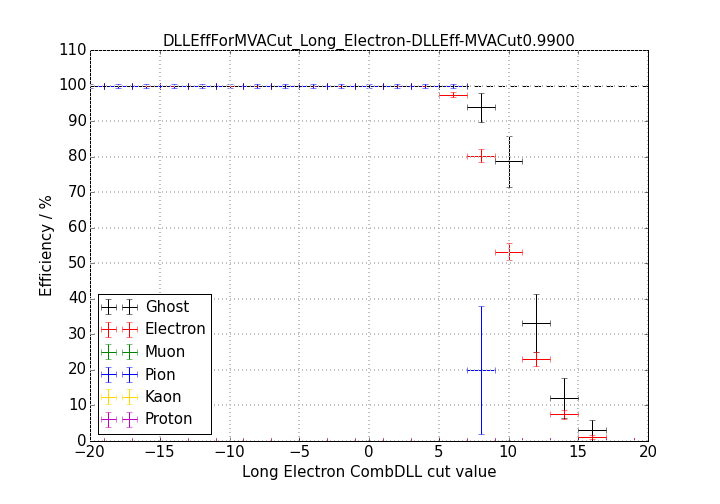 DLLEffForMVACut_Long_Electron-DLLEff-MVACut0.9900
110
100
90
80
70
60
50
40
30
20
10
0
Efficiency / %
Ghost
Electron
Muon
Pion
Kaon
Proton
−20 −15 −10 −5 0 5 10 15 20
Long Electron CombDLL cut value